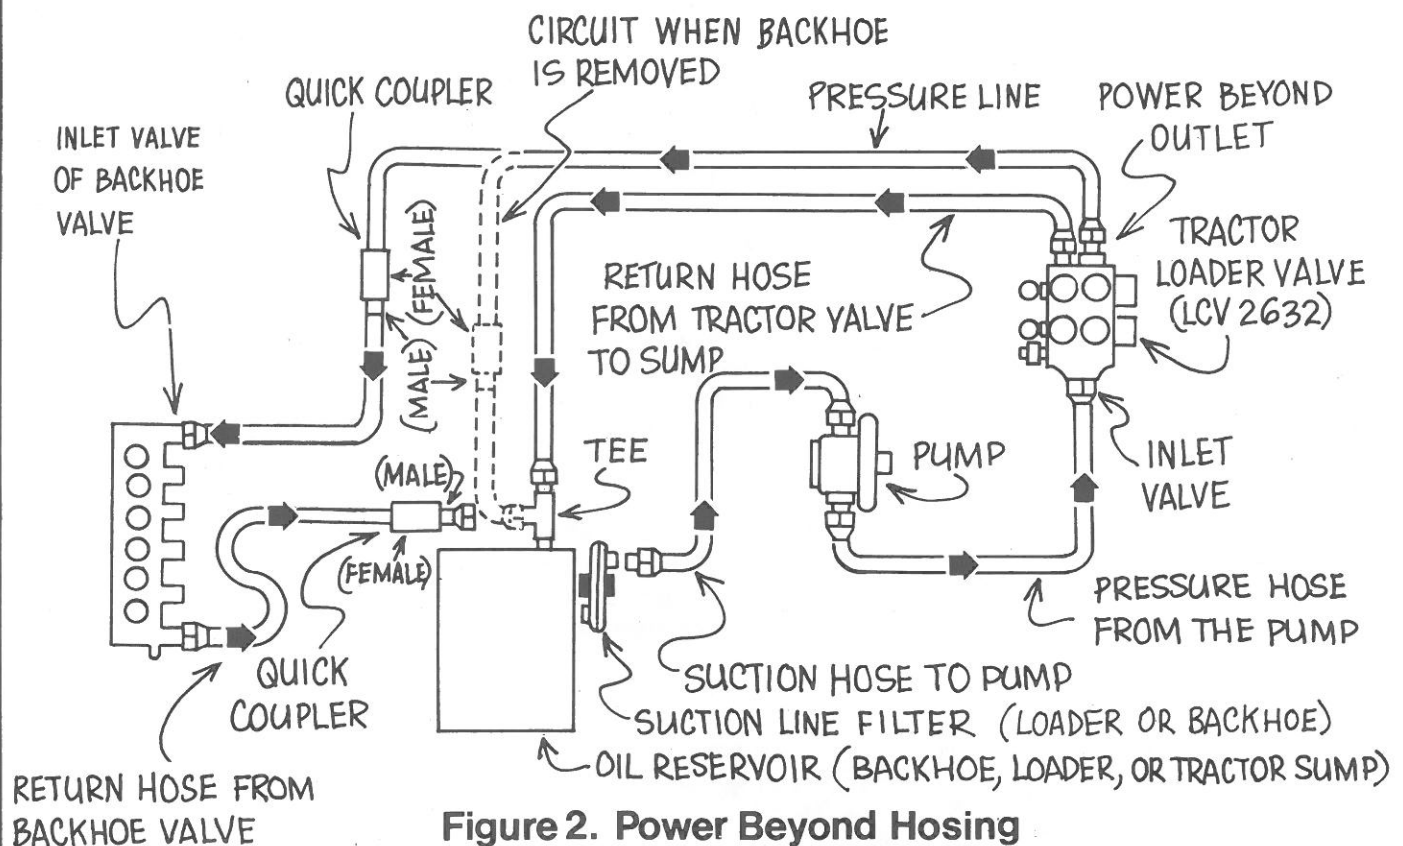 CIRCUIT WHEN BACKHOE
IS REMOVED
QUICK COUPLER
PRESSURE LINE
POWER BEYOND
OUTLET
INLET VALVE
OF BACKHOE
VALVE
(FEMALE)
(MALE)
TRACTOR
LOADER VALVE
(LCV 2632)
RETURN HOSE
FROM TRACTOR VALVE
TO SUMP
TEE
PUMP
INLET
VALVE
(MALE)
(FEMALE)
QUICK
COUPLER
PRESSURE HOSE
FROM THE PUMP
SUCTION HOSE TO PUMP
SUCTION LINE FILTER (LOADER OR BACKHOE)
OIL RESERVOIR (BACKHOE, LOADER, OR TRACTOR SUMP)
RETURN HOSE FROM
BACKHOE VALVE
Figure 2. Power Beyond Hosing